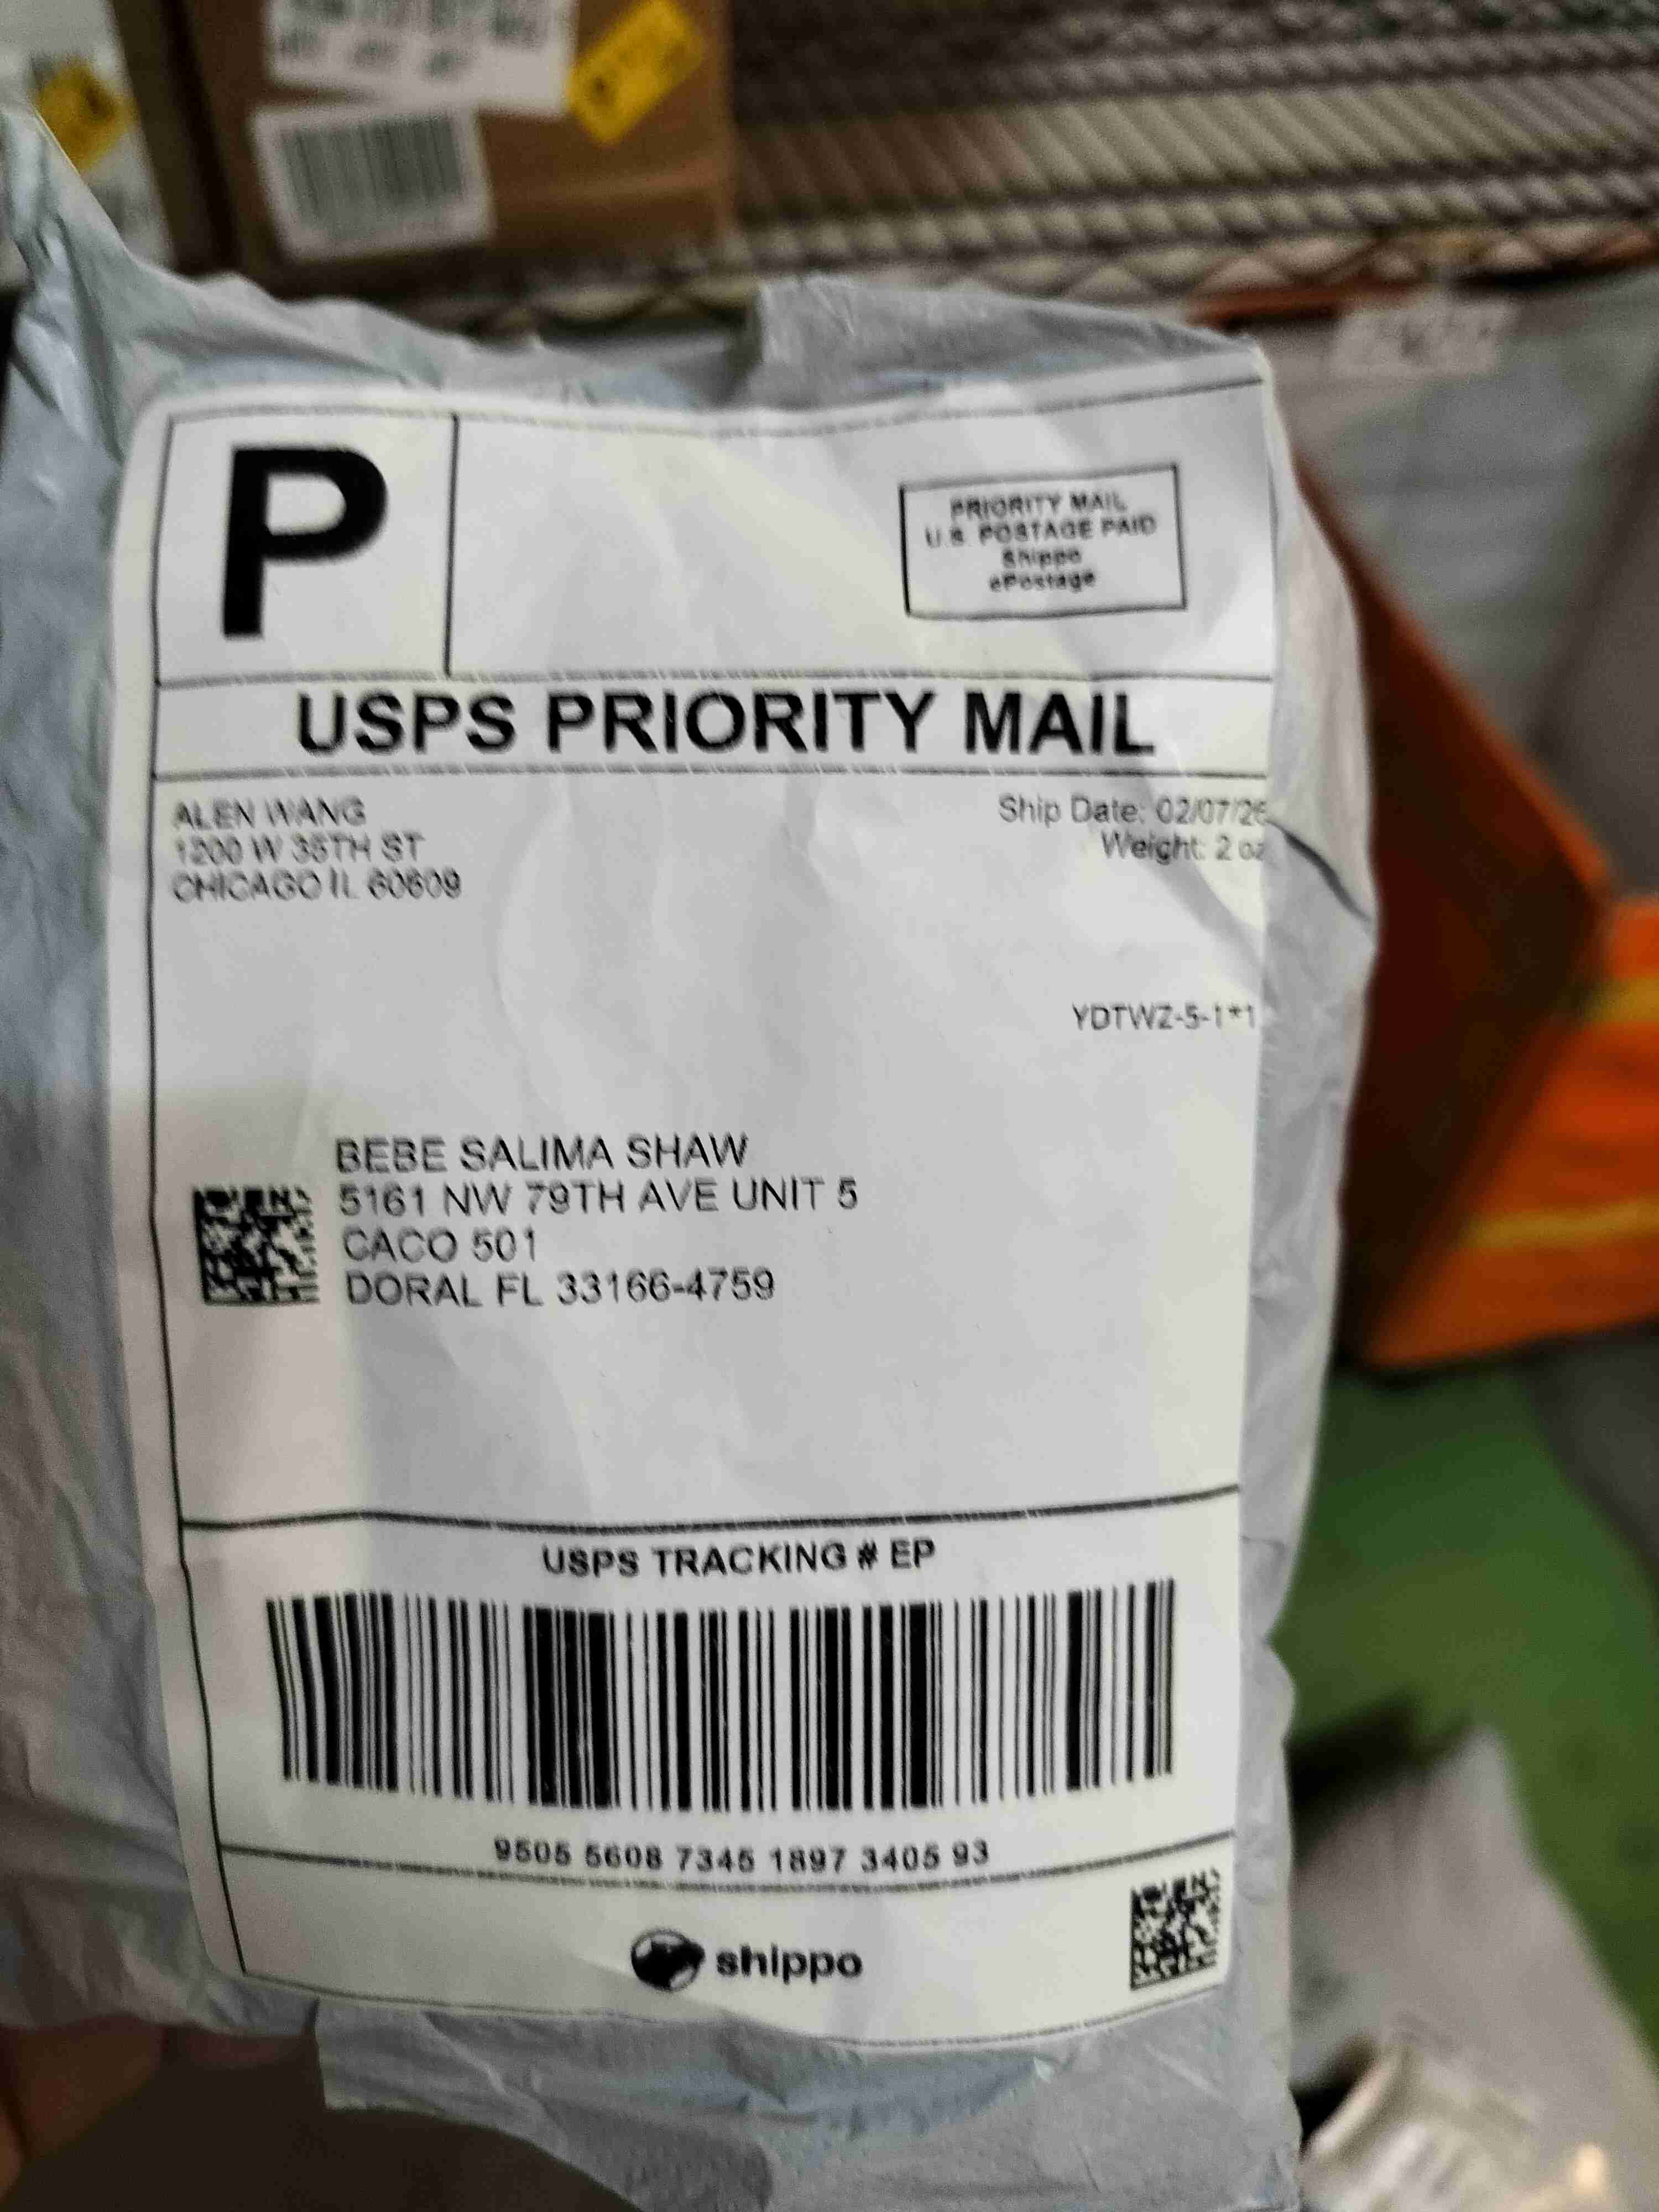 P
PRIORITY MAIL
U.S. POSTAGE PAID
Shippo
ePostage
USPS PRIORITY MAIL
ALEN WANG
1200 W 35TH ST
CHICAGO IL 60609
Ship Date: 02/07/26
Weight: 2 oz
YDTWZ-5-1*1
BEBE SALIMA SHAW
5161 NW 79TH AVE UNIT 5
CACO 501
DORAL FL 33166-4759
USPS TRACKING # EP
9505 5608 7345 1897 3405 93
shippo